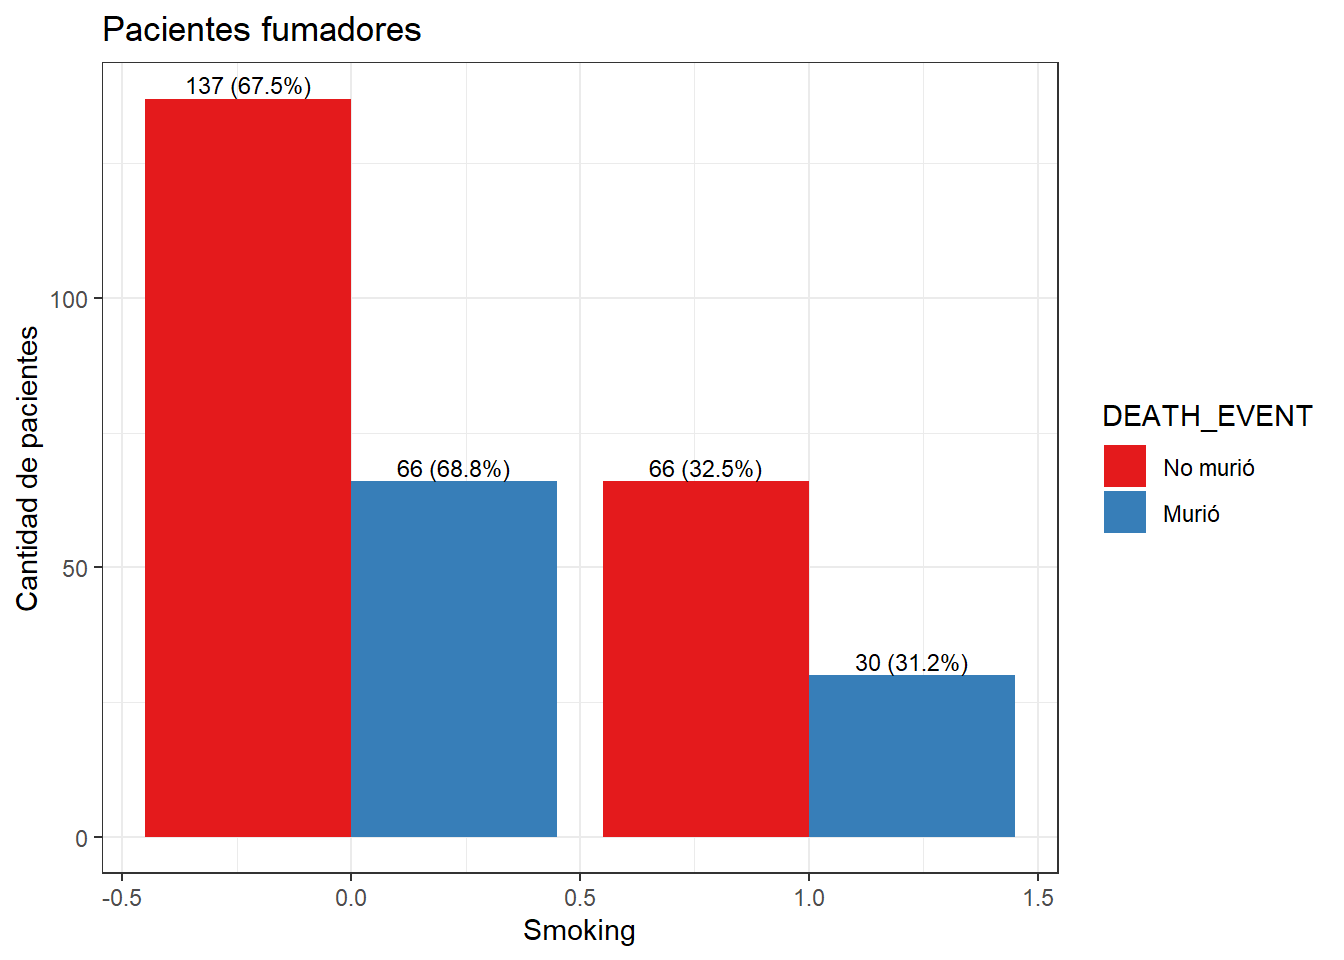 Pacientes fumadores
137 (67.5%)
66 (68.8%)
66 (32.5%)
30 (31.2%)
100
50
0
Cantidad de pacientes
-0.5
0.0
0.5
1.0
1.5
Smoking
DEATH_EVENT
No murió
Murió